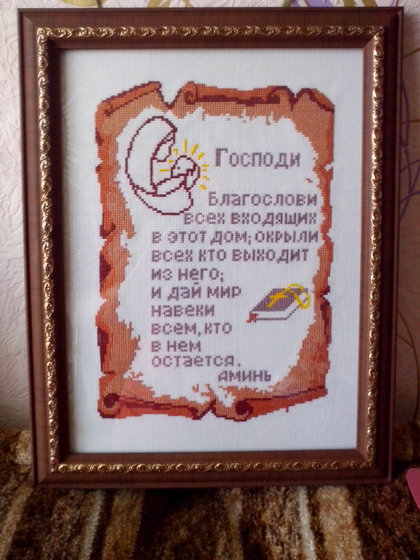 Господи
Благослови
всех входящих
в этот дом; окрыли
всех кто выходит
из него;
и дай мир
навеки
всем, кто
в нем
остается.
Аминь